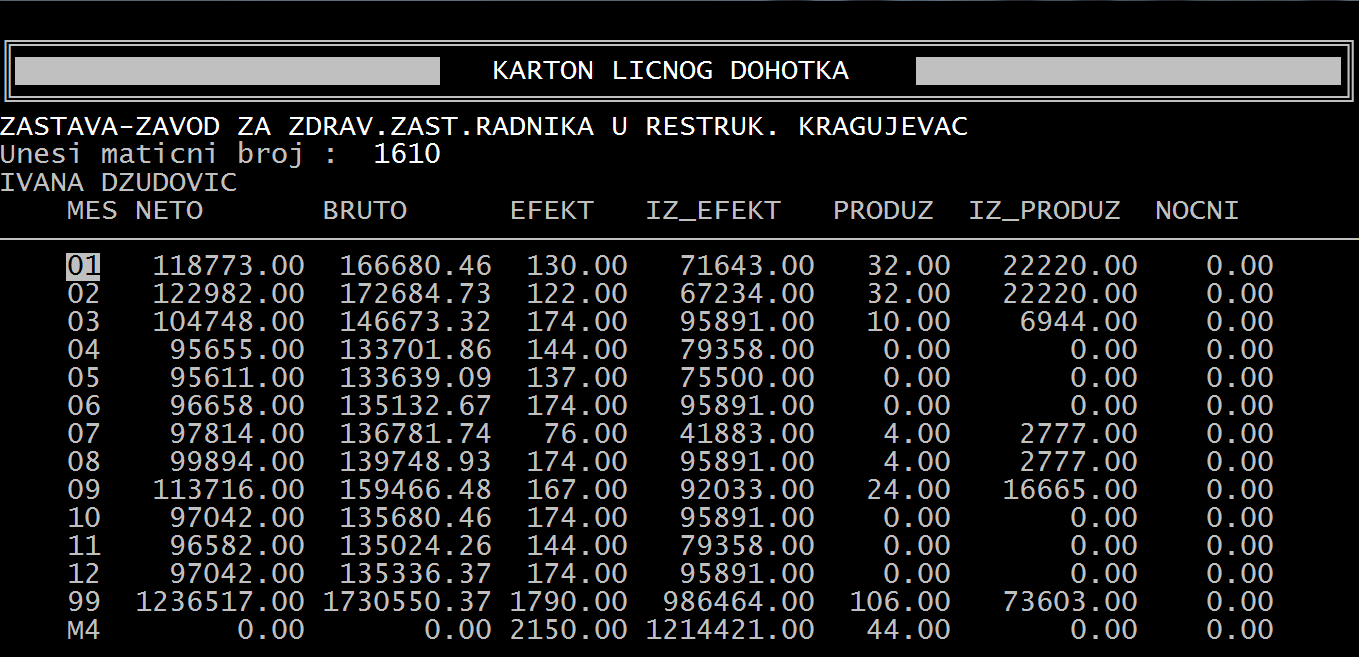 KARTON LICNOG DOHOTKA
ZASTAVA-ZAVOD ZA ZDRAV.ZAST.RADNIKA U RESTRUK. KRAGUJEVAC
Unesi maticni broj : 1610
IVANA DZUDOVIC
MES NETO BRUTO EFEKT IZ_EFEKT PRODUZ IZ_PRODUZ NOCNI
01 118773.00 166680.46 130.00 71643.00 32.00 22220.00 0.00
02 122982.00 172684.73 122.00 67234.00 32.00 22220.00 0.00
03 104748.00 146673.32 174.00 95891.00 10.00 6944.00 0.00
04 95655.00 133701.86 144.00 79358.00 0.00 0.00 0.00
05 95611.00 133639.09 137.00 75500.00 0.00 0.00 0.00
06 96658.00 135132.67 174.00 95891.00 0.00 0.00 0.00
07 97814.00 136781.74 76.00 41883.00 4.00 2777.00 0.00
08 99894.00 139748.93 174.00 95891.00 4.00 2777.00 0.00
09 113716.00 159466.48 167.00 92033.00 24.00 16665.00 0.00
10 97042.00 135680.46 174.00 95891.00 0.00 0.00 0.00
11 96582.00 135024.26 144.00 79358.00 0.00 0.00 0.00
12 97042.00 135336.37 174.00 95891.00 0.00 0.00 0.00
99 1236517.00 1730550.37 1790.00 986464.00 106.00 73603.00 0.00
M4 0.00 0.00 2150.00 1214421.00 44.00 0.00 0.00